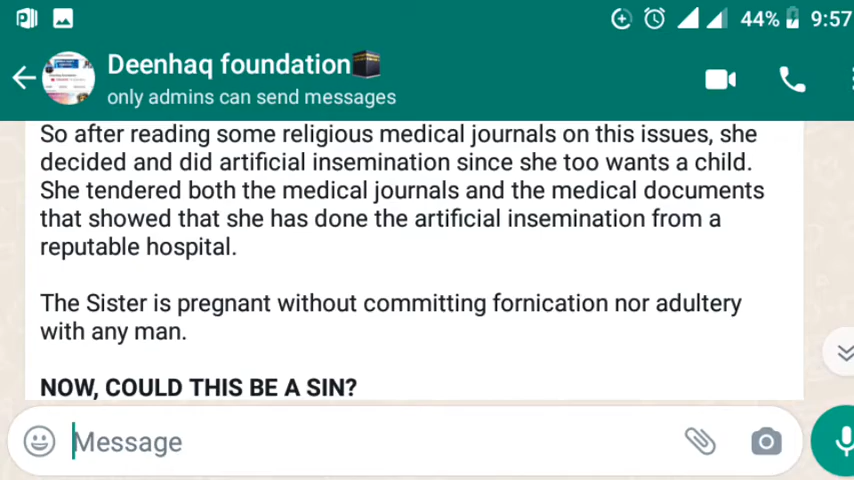 44% 9:57
Deenhaq foundation🕋
only admins can send messages
So after reading some religious medical journals on this issues, she
decided and did artificial insemination since she too wants a child.
She tendered both the medical journals and the medical documents
that showed that she has done the artificial insemination from a
reputable hospital.
The Sister is pregnant without committing fornication nor adultery
with any man.
NOW, COULD THIS BE A SIN?
Message